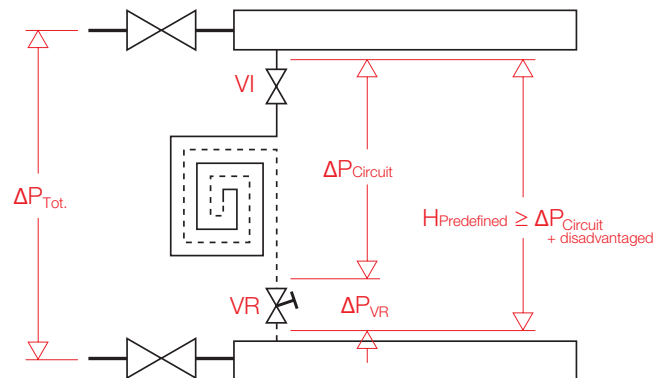 VI
ΔPCircuit
ΔPTot.
HPredefined ≥ ΔPCircuit
+ disadvantaged
VR
ΔPVR